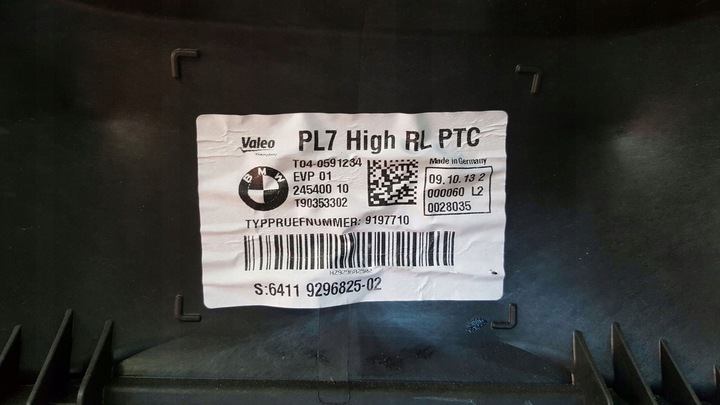 Valeo
PL7 High RL PTC
T04-0591234
EVP 01
245400 10
T90353302
BMW
Made in Germany
09.10.13 2
000060 L2
0028035
TYPPRUEFNUMMER: 9197710
S:6411 9296825-02